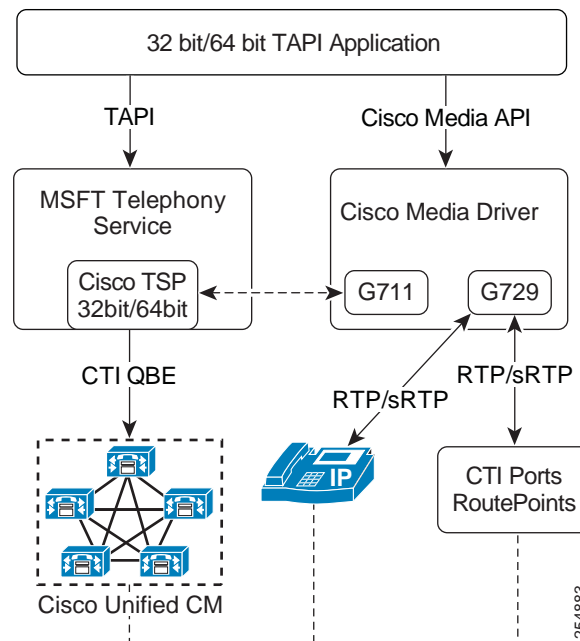 32 bit/64 bit TAPI Application
TAPI
Cisco Media API
MSFT Telephony
Service
Cisco Media Driver
Cisco TSP
32bit/64bit
G711
G729
CTI QBE
RTP/sRTP
RTP/sRTP
IP
CTI Ports
RoutePoints
Cisco Unified CM